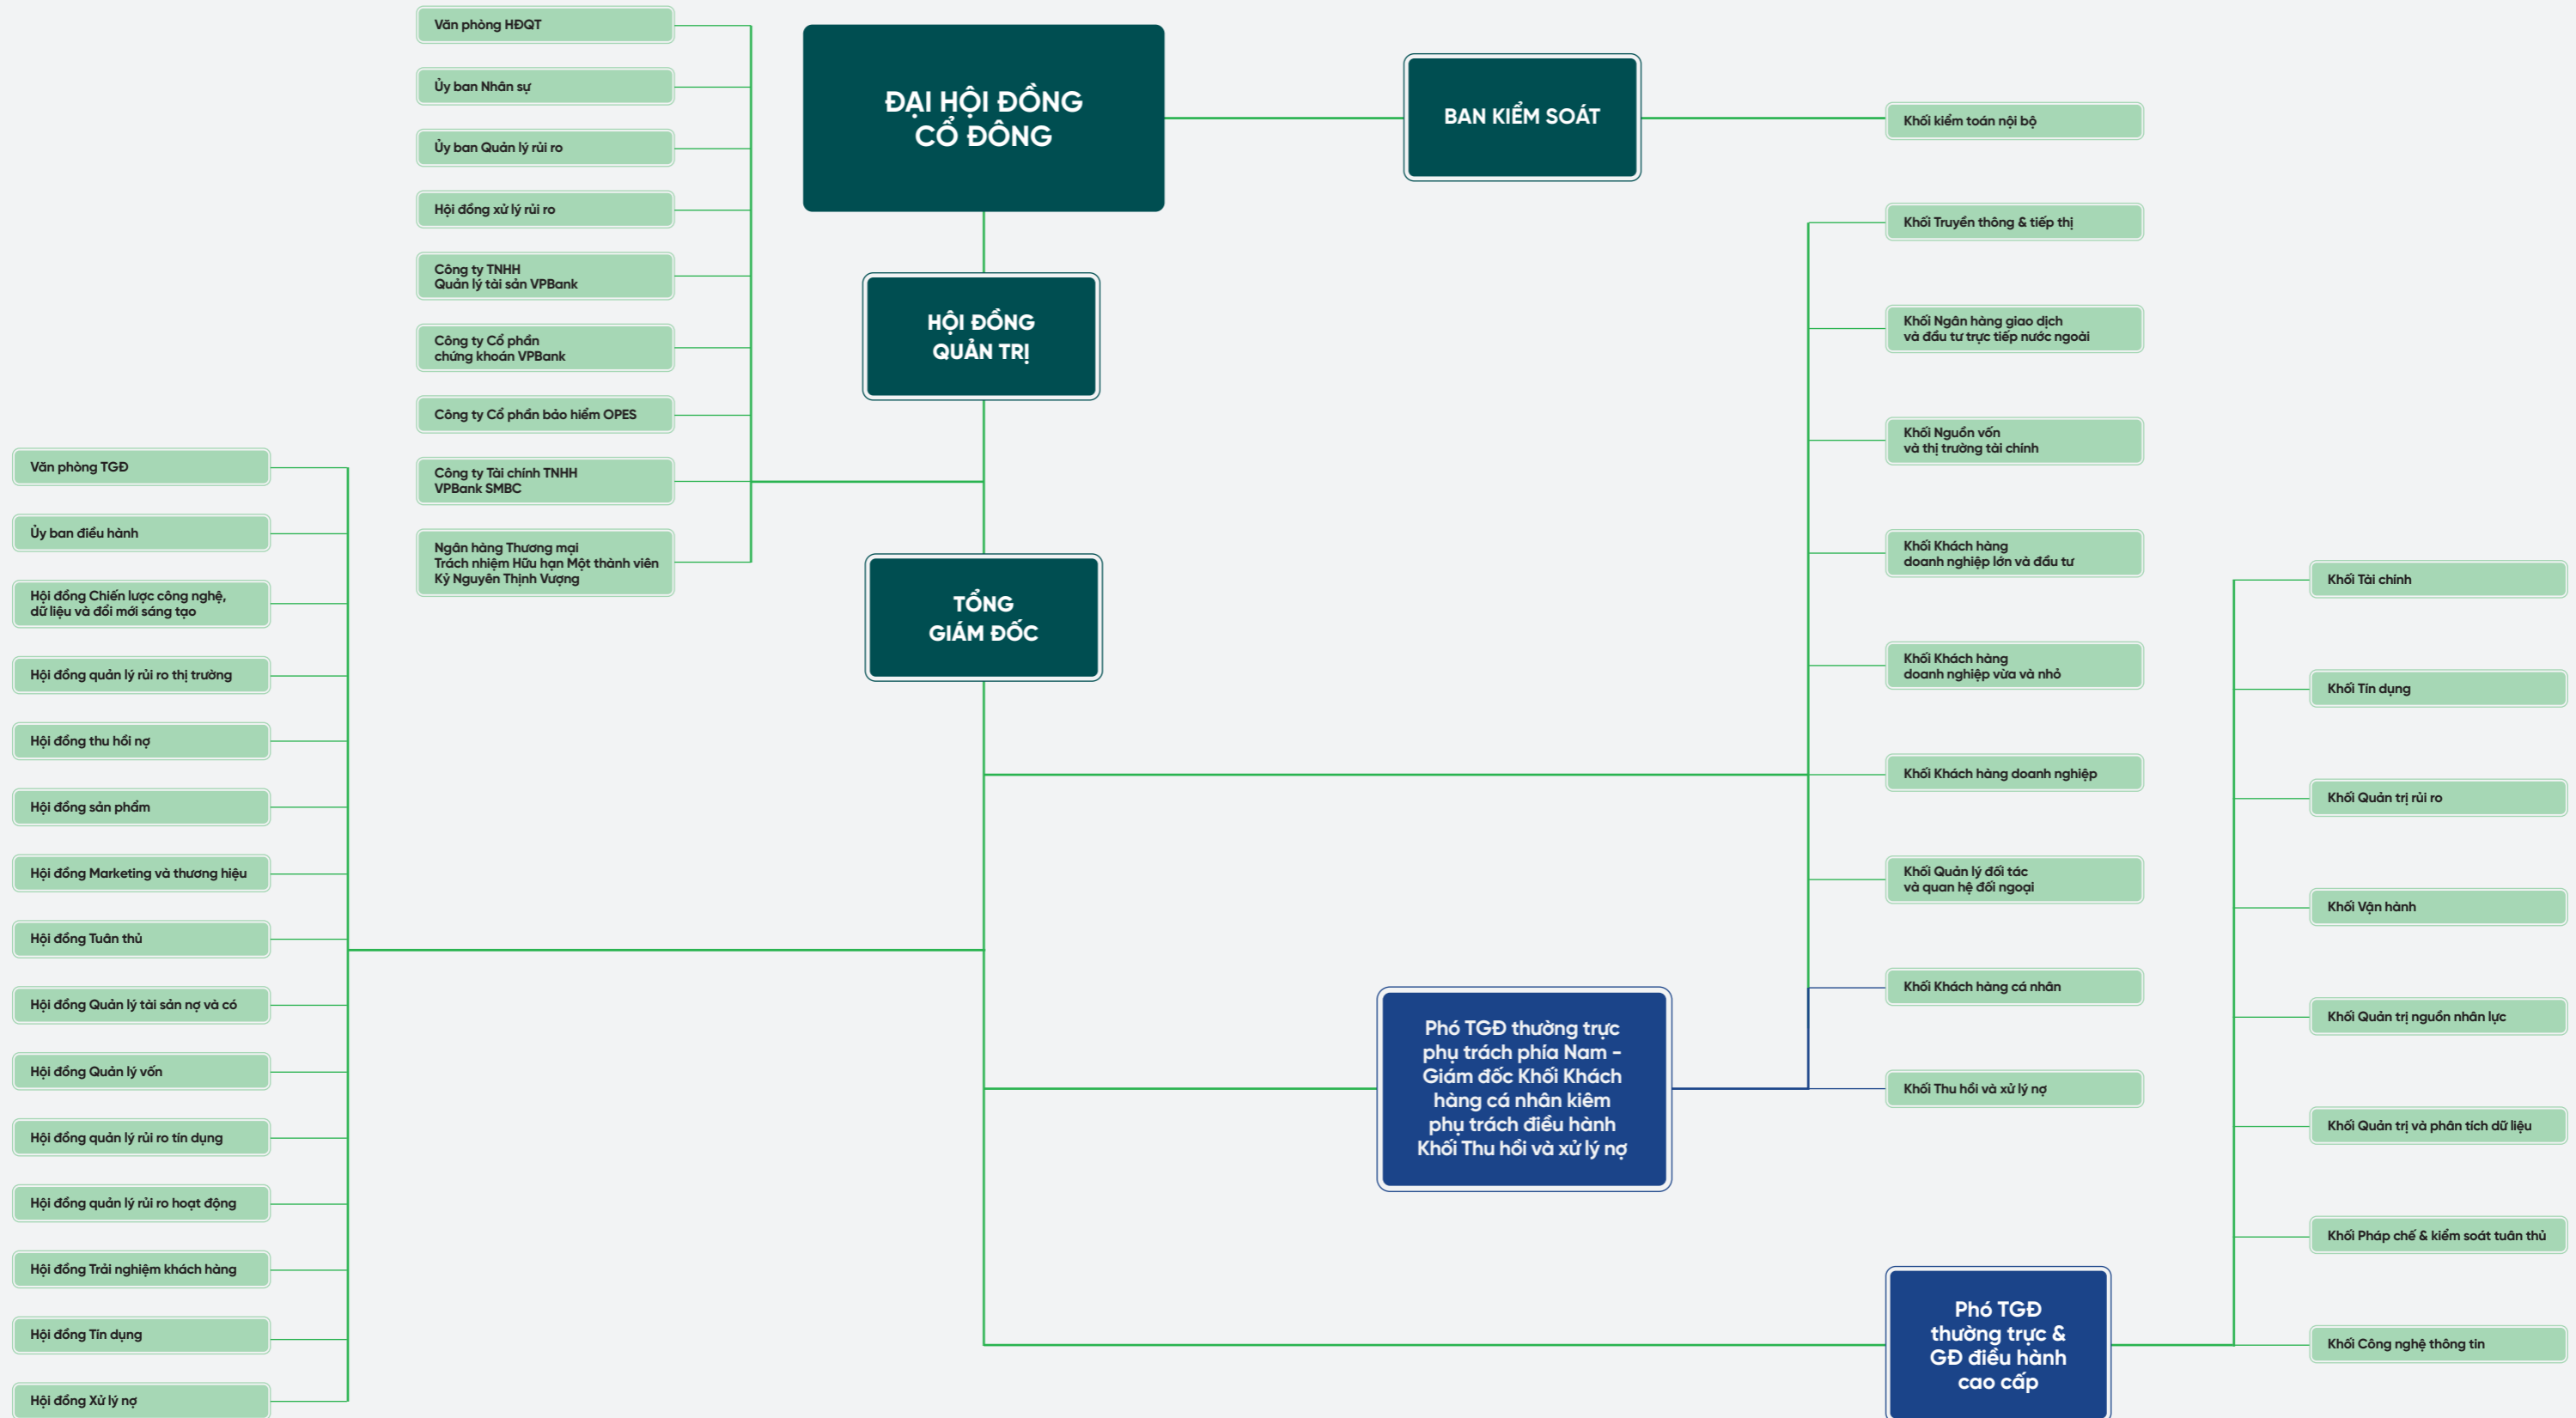 ĐẠI HỘI ĐỒNG
CỔ ĐÔNG
BAN KIỂM SOÁT
Khối kiểm toán nội bộ
HỘI ĐỒNG
QUẢN TRỊ
Văn phòng HĐQT
Ủy ban Nhân sự
Ủy ban Quản lý rủi ro
Hội đồng xử lý rủi ro
Công ty TNHH
Quản lý tài sản VPBank
Công ty Cổ phần
chứng khoán VPBank
Công ty Cổ phần bảo hiểm OPES
Công ty Tài chính TNHH
VPBank SMBC
Ngân hàng Thương mại
Trách nhiệm Hữu hạn Một thành viên
Kỷ Nguyên Thịnh Vượng
TỔNG
GIÁM ĐỐC
Văn phòng TGĐ
Ủy ban điều hành
Hội đồng Chiến lược công nghệ,
dữ liệu và đổi mới sáng tạo
Hội đồng quản lý rủi ro thị trường
Hội đồng thu hồi nợ
Hội đồng sản phẩm
Hội đồng Marketing và thương hiệu
Hội đồng Tuân thủ
Hội đồng Quản lý tài sản nợ và có
Hội đồng Quản lý vốn
Hội đồng quản lý rủi ro tín dụng
Hội đồng quản lý rủi ro hoạt động
Hội đồng Trải nghiệm khách hàng
Hội đồng Tín dụng
Hội đồng Xử lý nợ
Khối Truyền thông & tiếp thị
Khối Ngân hàng giao dịch
và đầu tư trực tiếp nước ngoài
Khối Nguồn vốn
và thị trường tài chính
Khối Khách hàng
doanh nghiệp lớn và đầu tư
Khối Khách hàng
doanh nghiệp vừa và nhỏ
Khối Khách hàng doanh nghiệp
Khối Quản lý đối tác
và quan hệ đối ngoại
Khối Khách hàng cá nhân
Khối Thu hồi và xử lý nợ
Phó TGĐ thường trực
phụ trách phía Nam -
Giám đốc Khối Khách
hàng cá nhân kiêm
phụ trách điều hành
Khối Thu hồi và xử lý nợ
Phó TGĐ
thường trực &
GĐ điều hành
cao cấp
Khối Tài chính
Khối Tín dụng
Khối Quản trị rủi ro
Khối Vận hành
Khối Quản trị nguồn nhân lực
Khối Quản trị và phân tích dữ liệu
Khối Pháp chế & kiểm soát tuân thủ
Khối Công nghệ thông tin